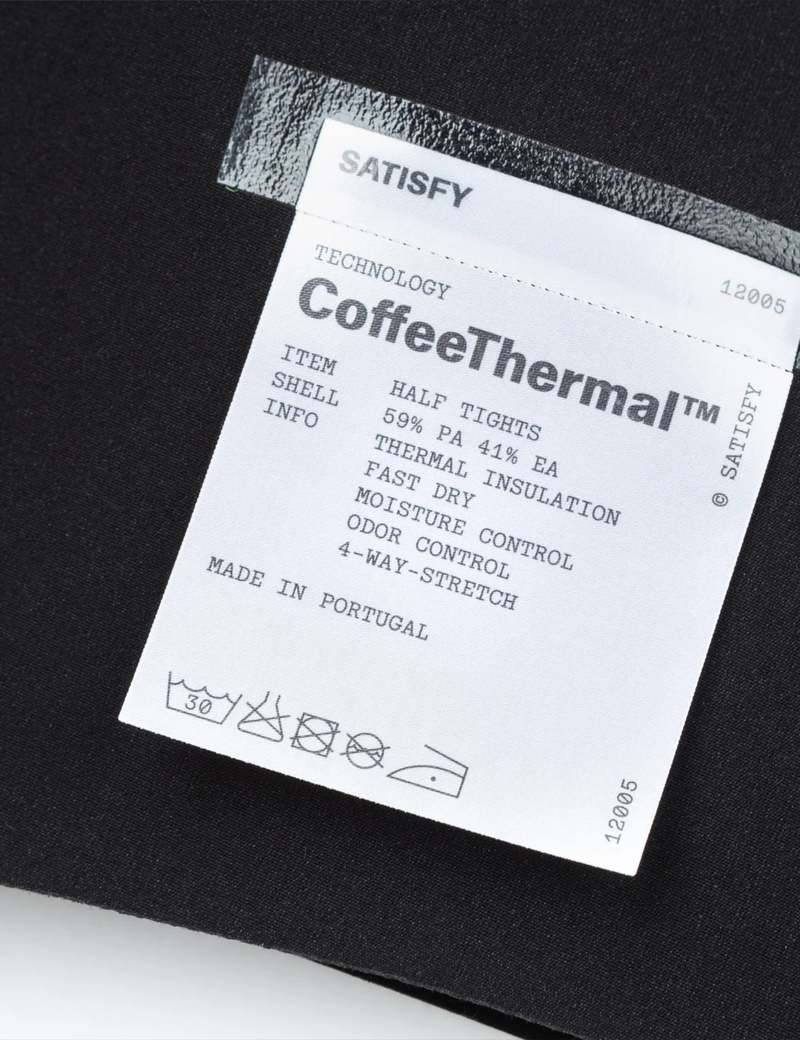 SATISFY
12005
TECHNOLOGY
CoffeeThermal™
ITEM HALF TIGHTS
SHELL 59% PA 41% EA
INFO THERMAL INSULATION
FAST DRY
MOISTURE CONTROL
ODOR CONTROL
4-WAY-STRETCH
MADE IN PORTUGAL
30
© SATISFY
12005